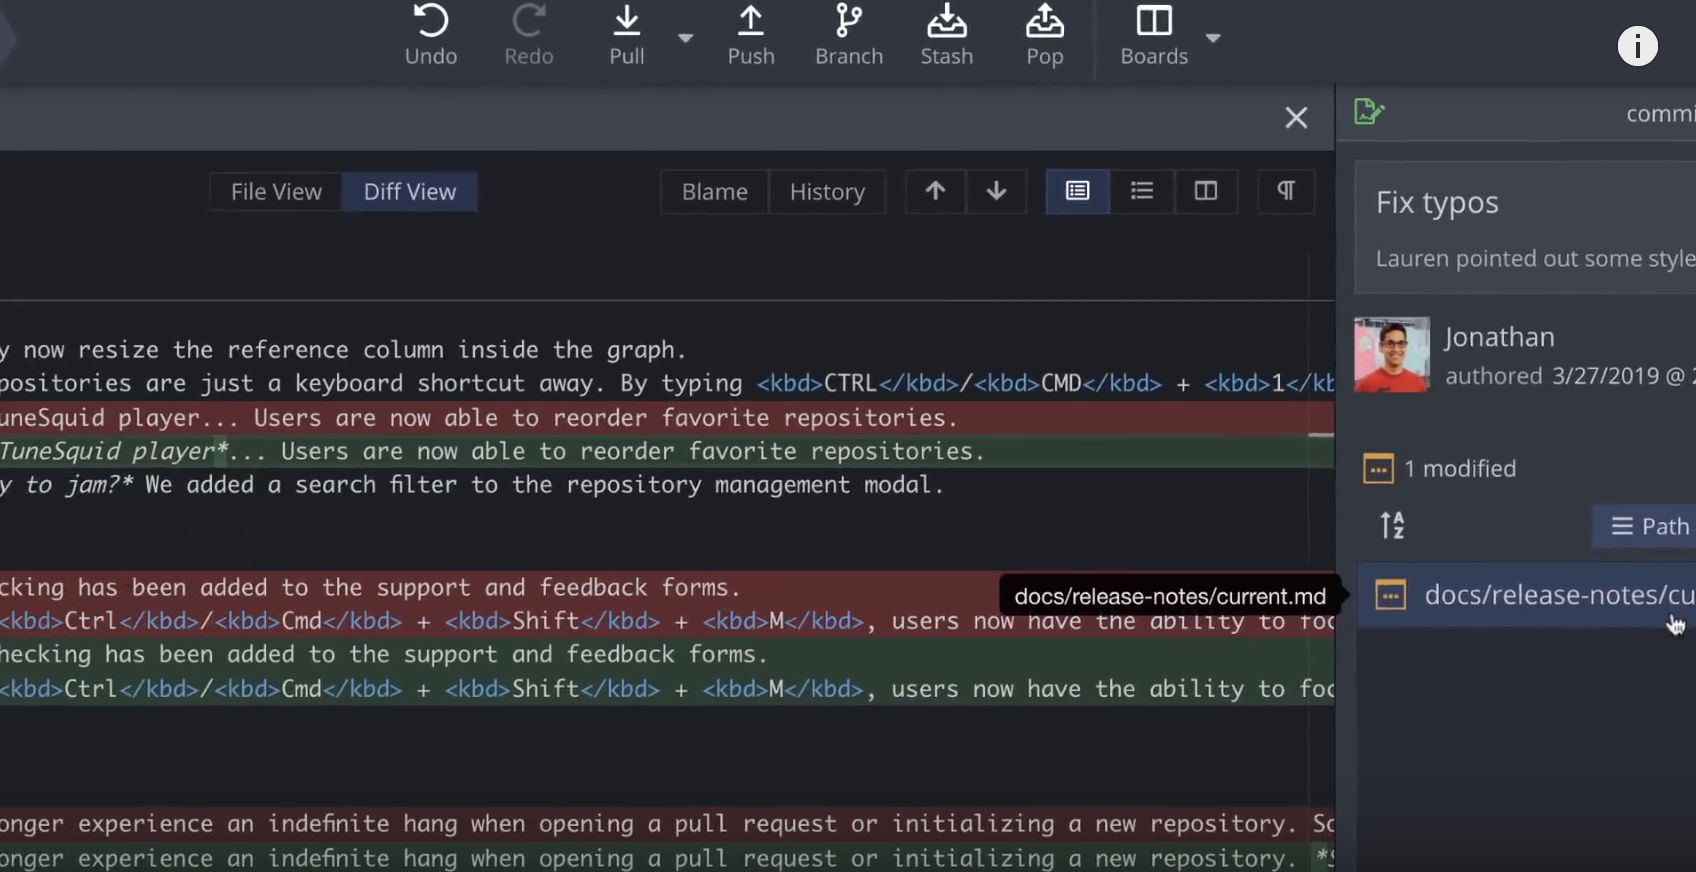 Undo Redo Pull Push Branch Stash Pop Boards
File View Diff View Blame History
y now resize the reference column inside the graph.
positories are just a keyboard shortcut away. By typing <kbd>CTRL</kbd>/<kbd>CMD</kbd> + <kbd>1</kb
uneSquid player... Users are now able to reorder favorite repositories.
TuneSquid player*... Users are now able to reorder favorite repositories.
y to jam?* We added a search filter to the repository management modal.
cking has been added to the support and feedback forms.
<kbd>Ctrl</kbd>/<kbd>Cmd</kbd> + <kbd>Shift</kbd> + <kbd>M</kbd>, users now have the ability to foc
hecking has been added to the support and feedback forms.
<kbd>Ctrl</kbd>/<kbd>Cmd</kbd> + <kbd>Shift</kbd> + <kbd>M</kbd>, users now have the ability to foc
onger experience an indefinite hang when opening a pull request or initializing a new repository. So
onger experience an indefinite hang when opening a pull request or initializing a new repository. *S
docs/release-notes/current.md
commi
Fix typos
Lauren pointed out some style
Jonathan
authored 3/27/2019 @ 2
1 modified
AZ
Path
docs/release-notes/cu